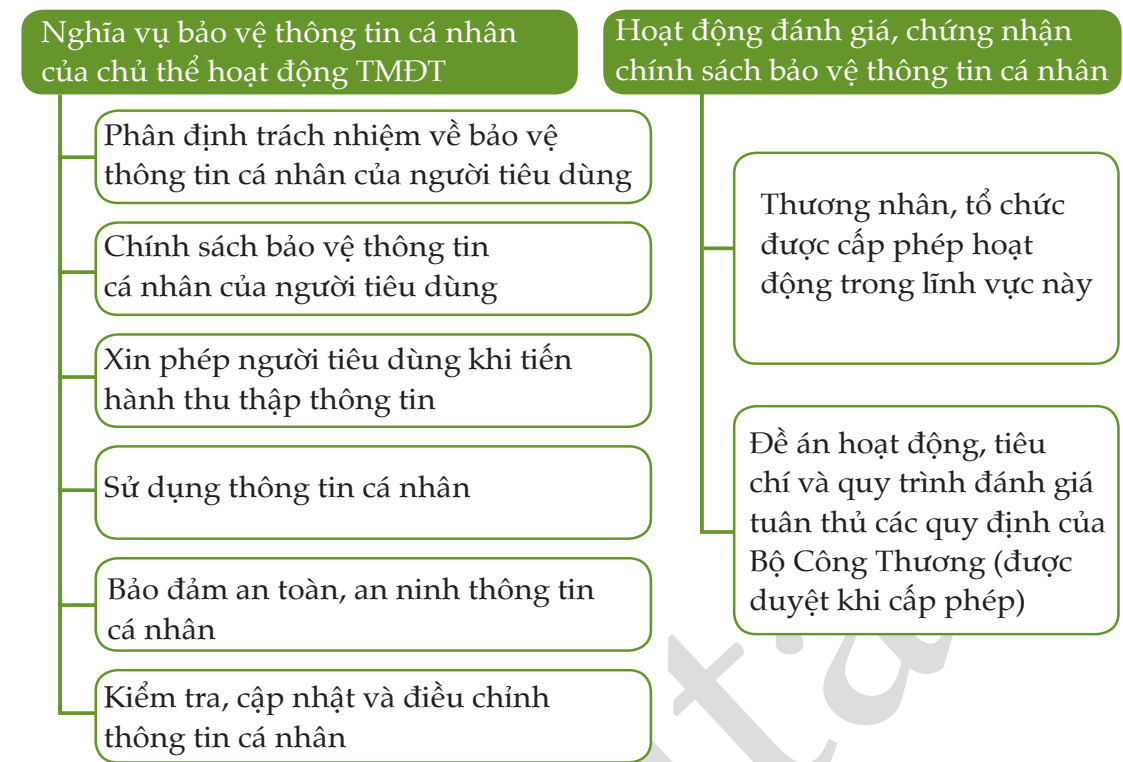 Nghĩa vụ bảo vệ thông tin cá nhân
của chủ thể hoạt động TMĐT
Phân định trách nhiệm về bảo vệ
thông tin cá nhân của người tiêu dùng
Chính sách bảo vệ thông tin
cá nhân của người tiêu dùng
Xin phép người tiêu dùng khi tiến
hành thu thập thông tin
Sử dụng thông tin cá nhân
Bảo đảm an toàn, an ninh thông tin
cá nhân
Kiểm tra, cập nhật và điều chỉnh
thông tin cá nhân
Hoạt động đánh giá, chứng nhận
chính sách bảo vệ thông tin cá nhân
Thương nhân, tổ chức
được cấp phép hoạt
động trong lĩnh vực này
Đề án hoạt động, tiêu
chí và quy trình đánh giá
tuân thủ các quy định của
Bộ Công Thương (được
duyệt khi cấp phép)